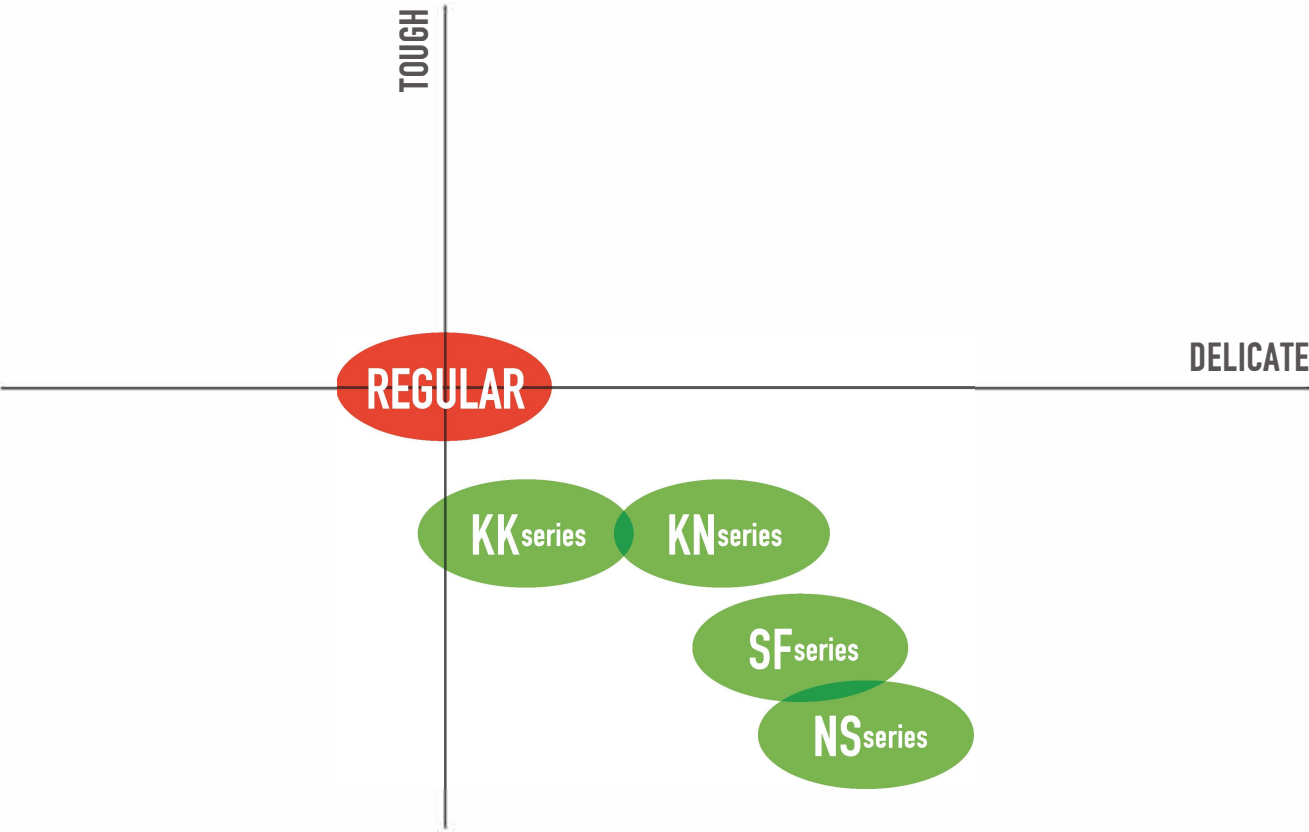 TOUGH
DELICATE
REGULAR
KKseries
KNseries
SFseries
NSseries